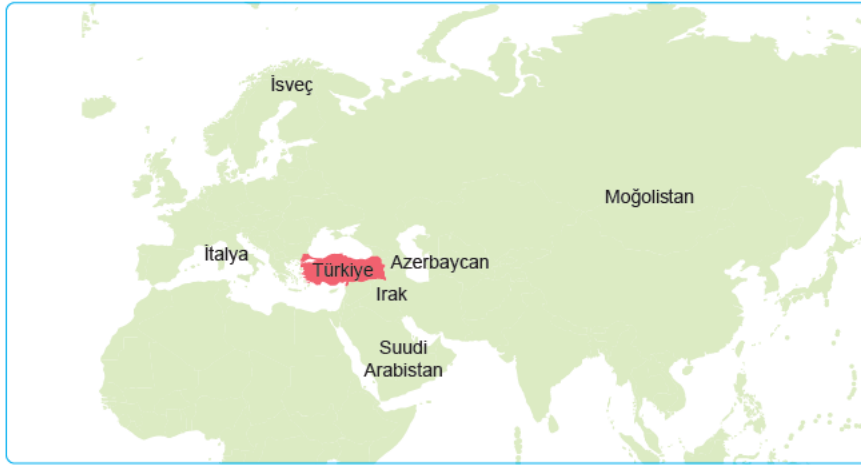 İsveç
Moğolistan
İtalya
Türkiye
Azerbaycan
Irak
Suudi
Arabistan